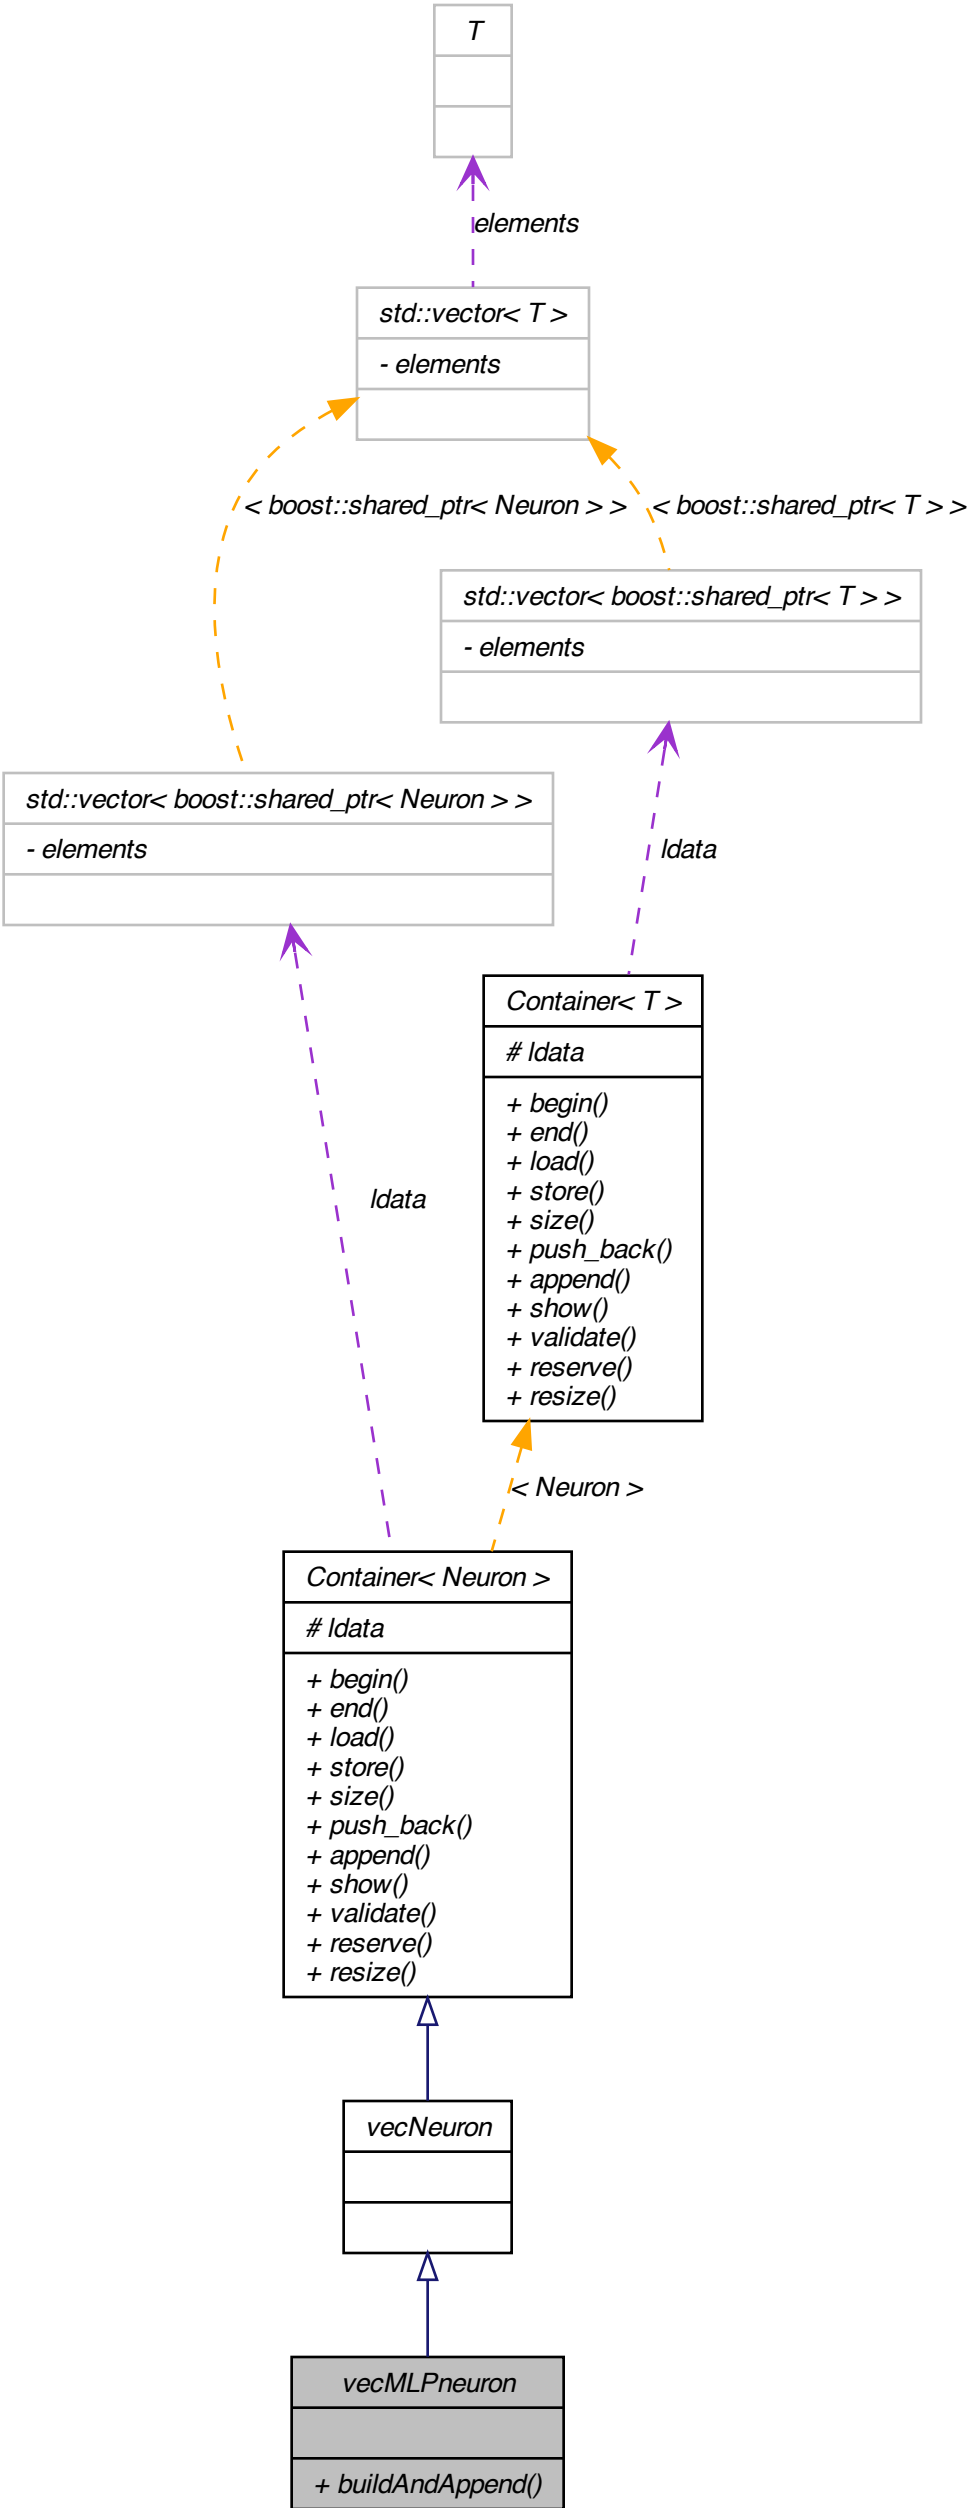 T
elements
std::vector< T >
- elements
< boost::shared_ptr< Neuron > >
< boost::shared_ptr< T > >
std::vector< boost::shared_ptr< T > >
- elements
std::vector< boost::shared_ptr< Neuron > >
- elements
ldata
Container< T >
# ldata
+ begin()
+ end()
+ load()
+ store()
+ size()
+ push_back()
+ append()
+ show()
+ validate()
+ reserve()
+ resize()
ldata
< Neuron >
Container< Neuron >
# ldata
+ begin()
+ end()
+ load()
+ store()
+ size()
+ push_back()
+ append()
+ show()
+ validate()
+ reserve()
+ resize()
vecNeuron
vecMLPneuron
+ buildAndAppend()